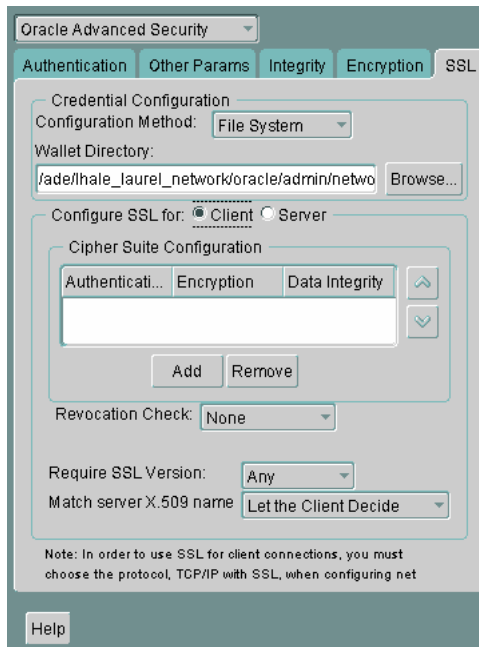 Oracle Advanced Security
Authentication Other Params Integrity Encryption SSL
Credential Configuration
Configuration Method: File System
Wallet Directory:
/ade/lhale_laurel_network/oracle/admin/netwo Browse...
Configure SSL for: Client Server
Cipher Suite Configuration
Authenticati... Encryption Data Integrity
Add Remove
Revocation Check: None
Require SSL Version: Any
Match server X.509 name Let the Client Decide
Note: In order to use SSL for client connections, you must
choose the protocol, TCP/IP with SSL, when configuring net
Help